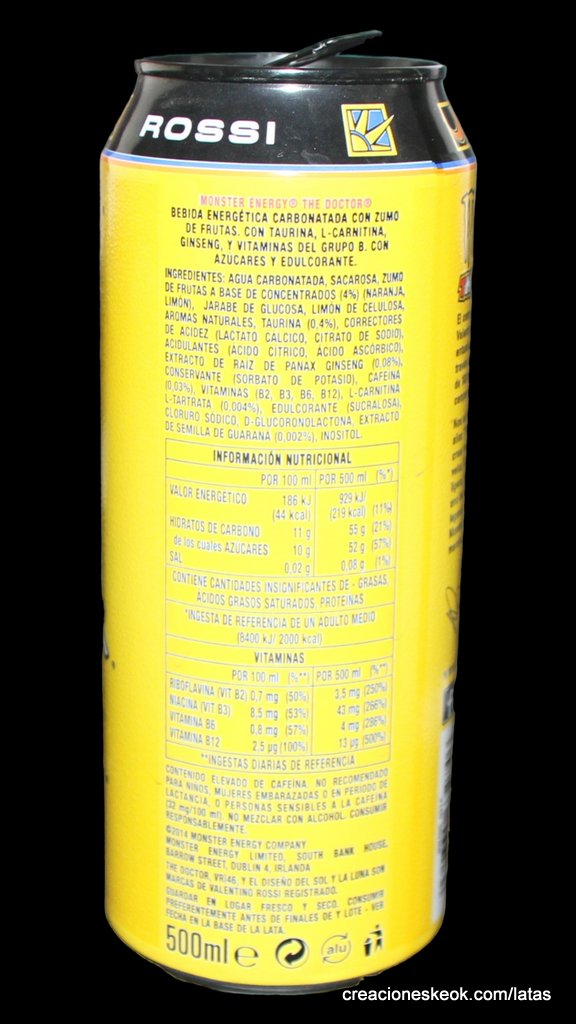 ROSSI
MONSTER ENERGY® THE DOCTOR®
BEBIDA ENERGÉTICA CARBONATADA CON ZUMO
DE FRUTAS. CON TAURINA, L-CARNITINA,
GINSENG, Y VITAMINAS DEL GRUPO B. CON
AZUCARES Y EDULCORANTE.
INGREDIENTES: AGUA CARBONATADA, SACAROSA, ZUMO
DE FRUTAS A BASE DE CONCENTRADOS (4%) (NARANJA,
LIMÓN), JARABE DE GLUCOSA, LIMÓN DE CELULOSA,
AROMAS NATURALES, TAURINA (0,4%), CORRECTORES
DE ACIDEZ (LACTATO CALCICO, CITRATO DE SODIO),
ACIDULANTES (ACIDO CITRICO, ÁCIDO ASCÓRBICO),
EXTRACTO DE RAIZ DE PANAX GINSENG (0,08%),
CONSERVANTE (SORBATO DE POTASIO), CAFEINA
(0,03%), VITAMINAS (B2, B3, B6, B12), L-CARNITINA
L-TARTRATA (0,004%), EDULCORANTE (SUCRALOSA),
CLORURO SÓDICO, D-GLUCORONOLACTONA, EXTRACTO
DE SEMILLA DE GUARANÁ (0,002%), INOSITOL.
INFORMACIÓN NUTRICIONAL
POR 100 ml POR 500 ml (%*)
VALOR ENERGÉTICO 186 kJ 929 kJ/
(44 kcal) (219 kcal) (11%)
HIDRATOS DE CARBONO 11 g 55 g (21%)
de los cuales AZÚCARES 10 g 52 g (57%)
SAL 0,02 g 0,08 g (1%)
CONTIENE CANTIDADES INSIGNIFICANTES DE - GRASAS,
ÁCIDOS GRASOS SATURADOS, PROTEÍNAS
*INGESTA DE REFERENCIA DE UN ADULTO MEDIO
(8400 kJ/ 2000 kcal)
VITAMINAS
POR 100 ml (%**) POR 500 ml (%**)
RIBOFLAVINA (VIT B2) 0,7 mg (50%) 3,5 mg (250%)
NIACINA (VIT B3) 8,5 mg (53%) 43 mg (266%)
VITAMINA B6 0,8 mg (57%) 4 mg (286%)
VITAMINA B12 2,5 µg (100%) 13 µg (500%)
**INGESTAS DIARIAS DE REFERENCIA
CONTENIDO ELEVADO DE CAFEÍNA. NO RECOMENDADO
PARA NIÑOS, MUJERES EMBARAZADAS O EN PERÍODO DE
LACTANCIA, O PERSONAS SENSIBLES A LA CAFEÍNA
(32 mg/100 ml). NO MEZCLAR CON ALCOHOL. CONSUMIR
RESPONSABLEMENTE.
©2014 MONSTER ENERGY COMPANY
MONSTER ENERGY LIMITED, SOUTH BANK HOUSE,
BARROW STREET, DUBLIN 4, IRLANDA
THE DOCTOR, VR|46, Y EL DISEÑO DEL SOL Y LA LUNA SON
MARCAS DE VALENTINO ROSSI REGISTRADO.
GUARDAR EN LUGAR FRESCO Y SECO. CONSUMIR
PREFERENTEMENTE ANTES DE FINALES DE Y LOTE - VER
FECHA EN LA BASE DE LA LATA.
500ml e alu
creacioneskeok.com/latas